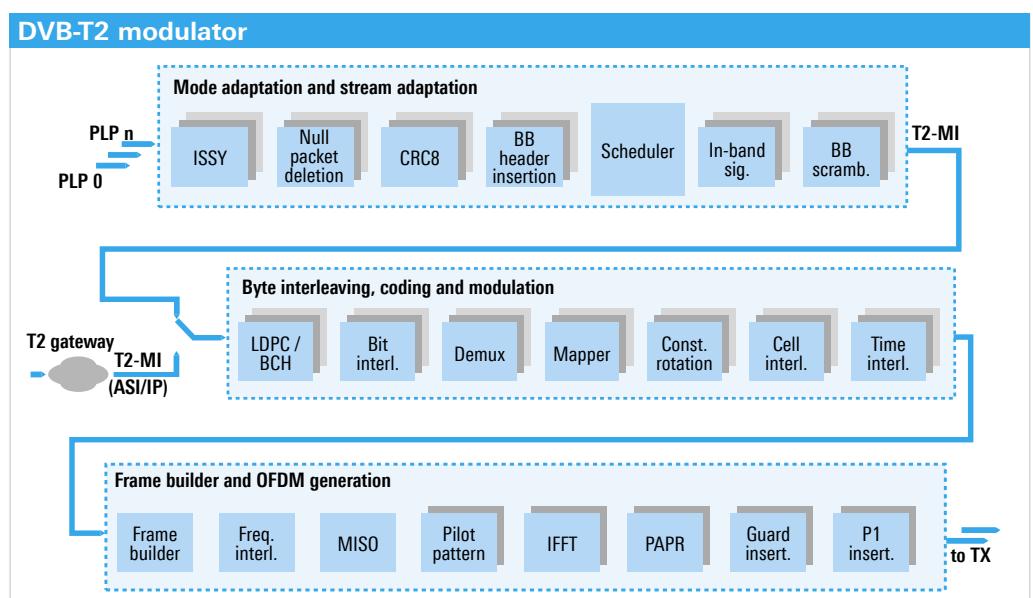 DVB-T2 modulator
Mode adaptation and stream adaptation
PLP n
PLP 0
ISSY
Null
packet
deletion
CRC8
BB
header
insertion
Scheduler
In-band
sig.
BB
scramb.
T2-MI
Byte interleaving, coding and modulation
T2 gateway
T2-MI
(ASI/IP)
LDPC /
BCH
Bit
interl.
Demux
Mapper
Const.
rotation
Cell
interl.
Time
interl.
Frame builder and OFDM generation
Frame
builder
Freq.
interl.
MISO
Pilot
pattern
IFFT
PAPR
Guard
insert.
P1
insert.
to TX